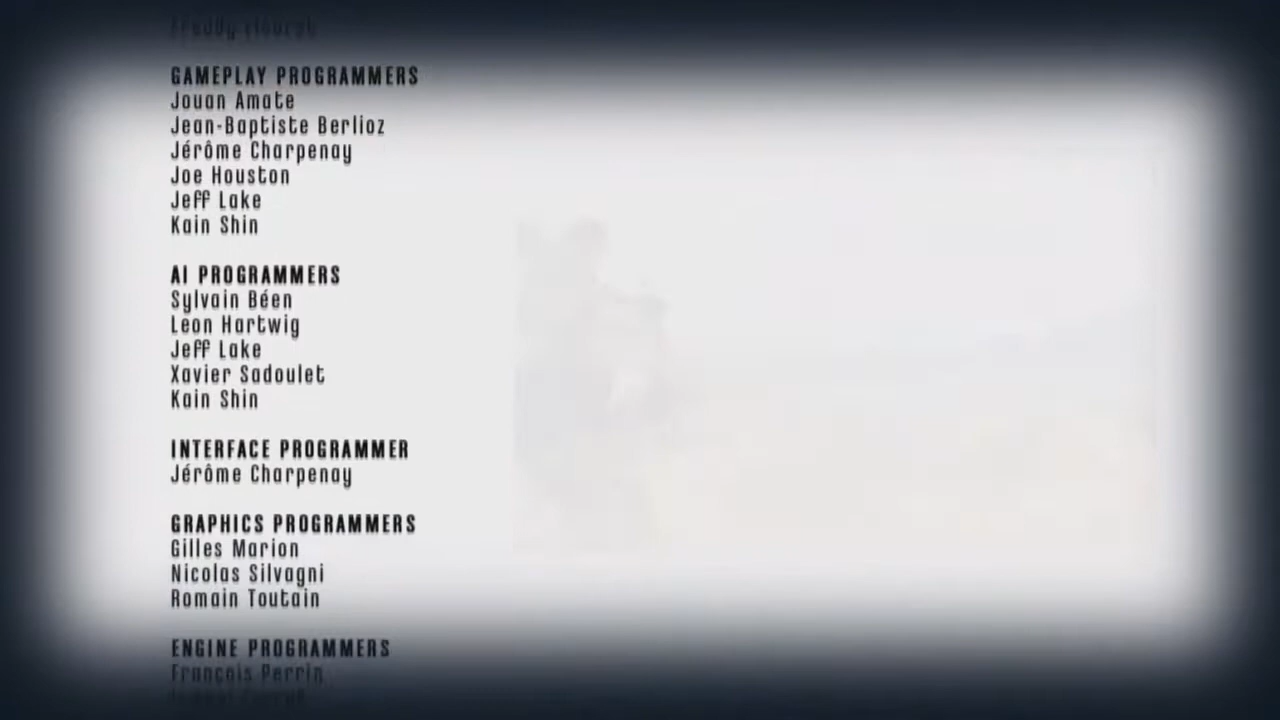 GAMEPLAY PROGRAMMERS
Jouan Amate
Jean-Baptiste Berlioz
Jérôme Charpenay
Joe Houston
Jeff Lake
Kain Shin
AI PROGRAMMERS
Sylvain Béen
Leon Hartwig
Jeff Lake
Xavier Sadoulet
Kain Shin
INTERFACE PROGRAMMER
Jérôme Charpenay
GRAPHICS PROGRAMMERS
Gilles Marion
Nicolas Silvagni
Romain Toutain
ENGINE PROGRAMMERS
Francois Perrin